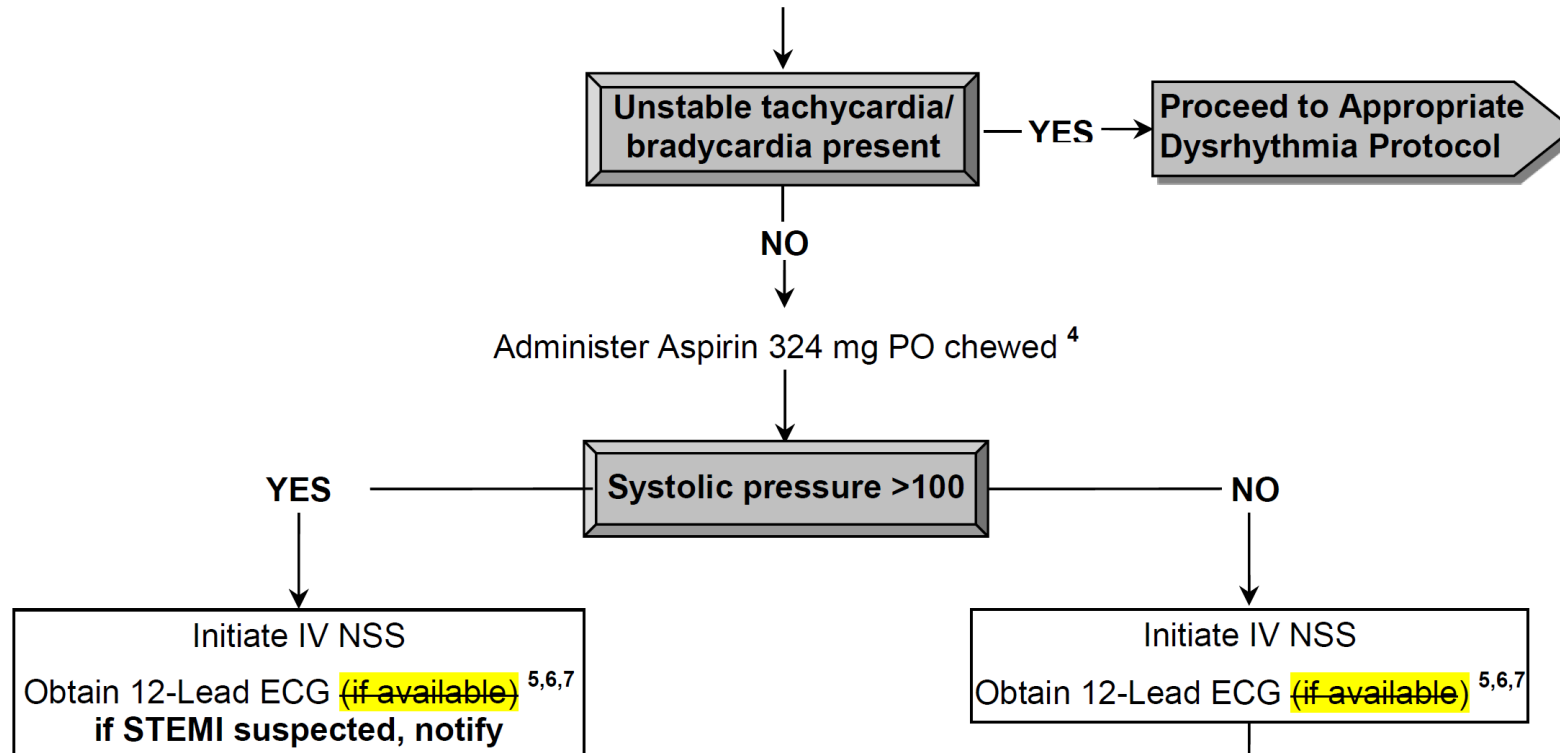 Unstable tachycardia/
bradycardia present
YES
Proceed to Appropriate
Dysrhythmia Protocol
NO
Administer Aspirin 324 mg PO chewed 4
Systolic pressure >100
YES
NO
Initiate IV NSS
Obtain 12-Lead ECG (if available) 5,6,7
if STEMI suspected, notify
Initiate IV NSS
Obtain 12-Lead ECG (if available) 5,6,7